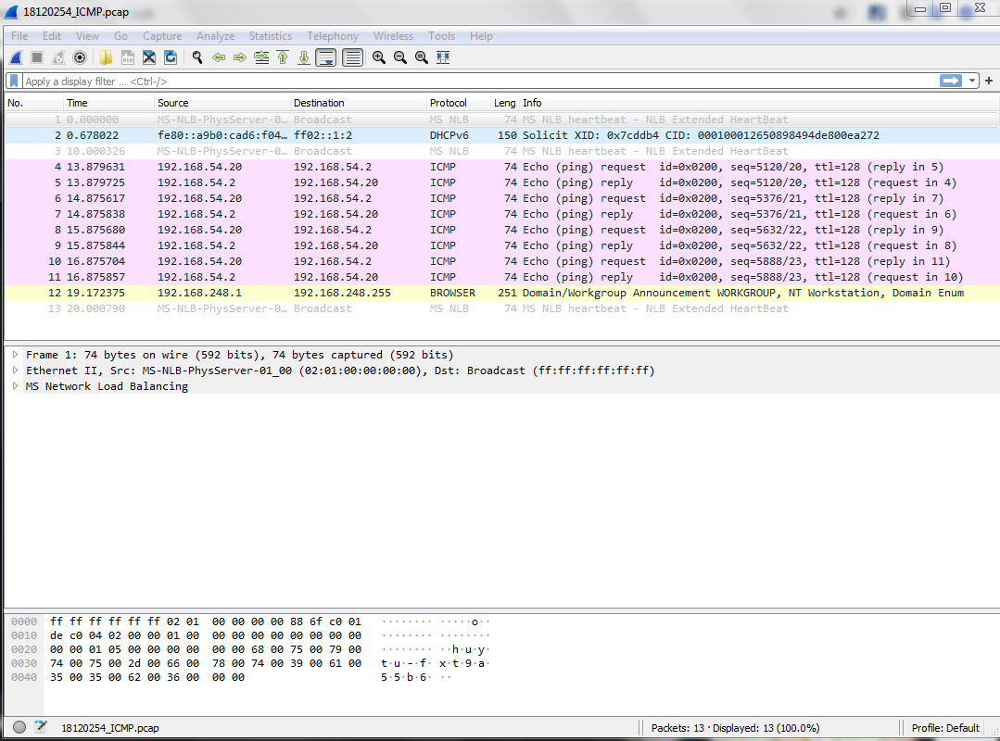 18120254_ICMP.pcap
File Edit View Go Capture Analyze Statistics Telephony Wireless Tools Help
Apply a display filter ... <Ctrl-/>
No. Time Source Destination Protocol Leng Info
1 0.000000 MS-NLB-PhysServer-0… Broadcast MS NLB 74 MS NLB heartbeat - NLB Extended HeartBeat
2 0.678022 fe80::a9b0:cad6:f04… ff02::1:2 DHCPv6 150 Solicit XID: 0x7cddb4 CID: 000100012650898494de800ea272
3 10.000326 MS-NLB-PhysServer-0… Broadcast MS NLB 74 MS NLB heartbeat - NLB Extended HeartBeat
4 13.879631 192.168.54.20 192.168.54.2 ICMP 74 Echo (ping) request id=0x0200, seq=5120/20, ttl=128 (reply in 5)
5 13.879725 192.168.54.2 192.168.54.20 ICMP 74 Echo (ping) reply id=0x0200, seq=5120/20, ttl=128 (request in 4)
6 14.875617 192.168.54.20 192.168.54.2 ICMP 74 Echo (ping) request id=0x0200, seq=5376/21, ttl=128 (reply in 7)
7 14.875838 192.168.54.2 192.168.54.20 ICMP 74 Echo (ping) reply id=0x0200, seq=5376/21, ttl=128 (request in 6)
8 15.875680 192.168.54.20 192.168.54.2 ICMP 74 Echo (ping) request id=0x0200, seq=5632/22, ttl=128 (reply in 9)
9 15.875844 192.168.54.2 192.168.54.20 ICMP 74 Echo (ping) reply id=0x0200, seq=5632/22, ttl=128 (request in 8)
10 16.875704 192.168.54.20 192.168.54.2 ICMP 74 Echo (ping) request id=0x0200, seq=5888/23, ttl=128 (reply in 11)
11 16.875857 192.168.54.2 192.168.54.20 ICMP 74 Echo (ping) reply id=0x0200, seq=5888/23, ttl=128 (request in 10)
12 19.172375 192.168.248.1 192.168.248.255 BROWSER 251 Domain/Workgroup Announcement WORKGROUP, NT Workstation, Domain Enum
13 20.000790 MS-NLB-PhysServer-0… Broadcast MS NLB 74 MS NLB heartbeat - NLB Extended HeartBeat
Frame 1: 74 bytes on wire (592 bits), 74 bytes captured (592 bits)
Ethernet II, Src: MS-NLB-PhysServer-01_00 (02:01:00:00:00:00), Dst: Broadcast (ff:ff:ff:ff:ff:ff)
MS Network Load Balancing
0000 ff ff ff ff ff ff 02 01 00 00 00 00 88 6f c0 01 ········ ·····o··
0010 de c0 04 02 00 00 01 00 00 00 00 00 00 00 00 00 ········ ········
0020 00 00 01 05 00 00 00 00 00 00 68 00 75 00 79 00 ········ ··h·u·y·
0030 74 00 75 00 2d 00 66 00 78 00 74 00 39 00 61 00 t·u·-·f· x·t·9·a·
0040 35 00 35 00 62 00 36 00 00 00 5·5·b·6· ··
18120254_ICMP.pcap Packets: 13 · Displayed: 13 (100.0%) Profile: Default